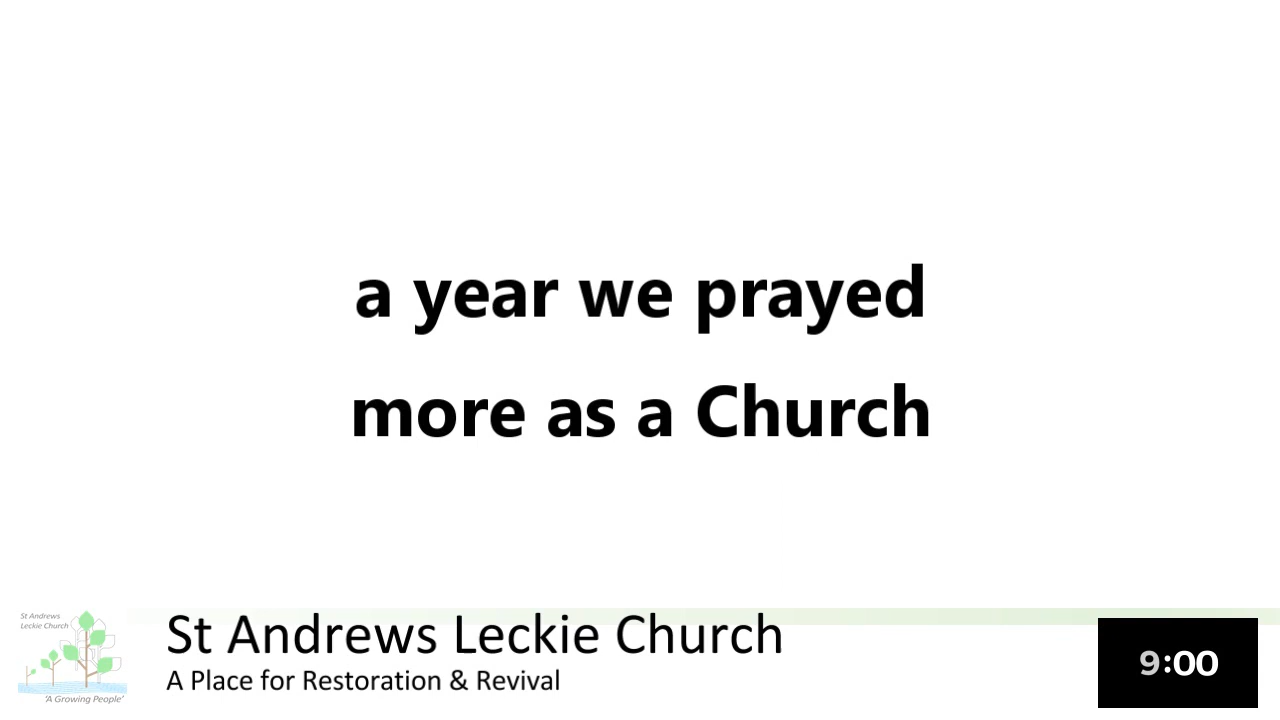 a year we prayed
more as a Church
St Andrews
Leckie Church
'A Growing People'
St Andrews Leckie Church
A Place for Restoration & Revival
9:00